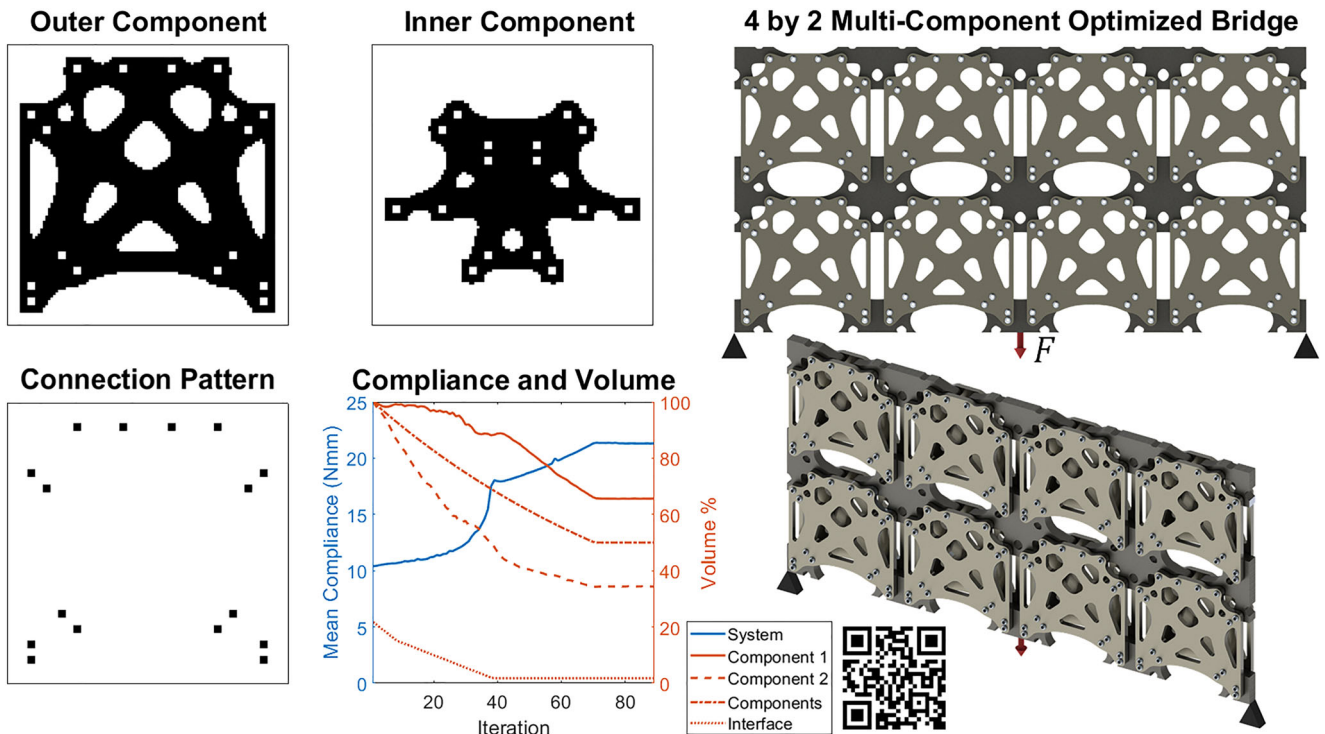 Outer Component
Inner Component
4 by 2 Multi-Component Optimized Bridge
F
Connection Pattern
Compliance and Volume
Mean Compliance (Nmm)
25
20
15
10
5
0
100
80
60
40
20
0
Volume %
20
40
60
80
Iteration
System
Component 1
Component 2
Components
Interface